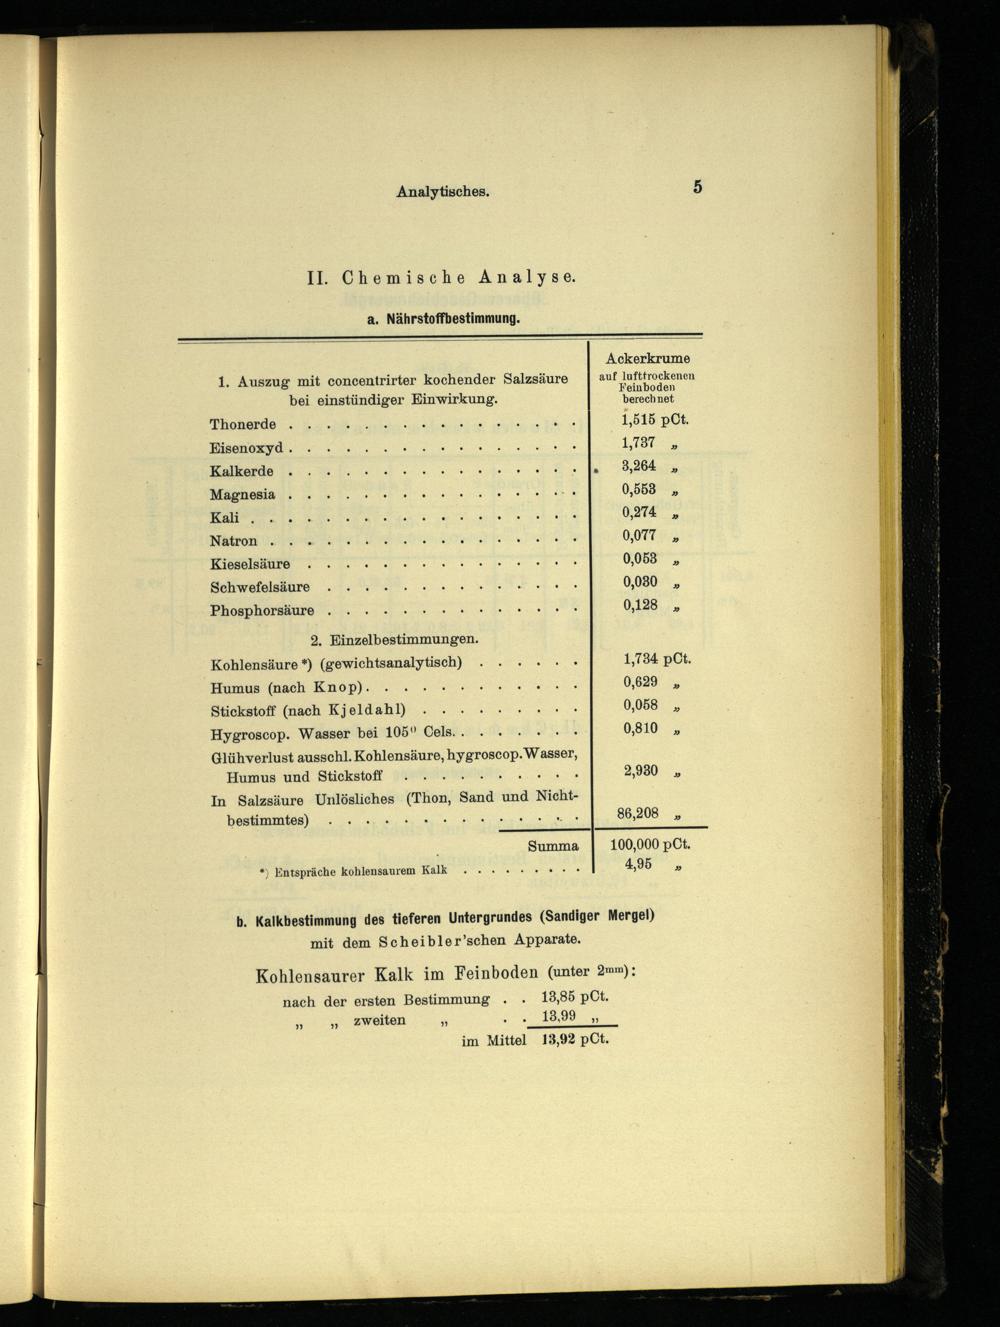 Analytisches. 5
II. Chemische Analyse.
a. Nährstoffbestimmung.
Ackerkrume
auf lufttrockenen
Feinboden
berechnet
1. Auszug mit concentrirter kochender Salzsäure
bei einstündiger Einwirkung.
Thonerde . . . . . . . . . . . . . . . . 1,515 pCt.
Eisenoxyd . . . . . . . . . . . . . . . . 1,737 „
Kalkerde . . . . . . . . . . . . . . . . 3,264 „
Magnesia . . . . . . . . . . . . . . . . 0,553 „
Kali . . . . . . . . . . . . . . . . . . 0,274 „
Natron . . . . . . . . . . . . . . . . . 0,077 „
Kieselsäure . . . . . . . . . . . . . . . 0,053 „
Schwefelsäure . . . . . . . . . . . . . . 0,030 „
Phosphorsäure . . . . . . . . . . . . . . 0,128 „
2. Einzelbestimmungen.
Kohlensäure *) (gewichtsanalytisch) . . . . . . 1,734 pCt.
Humus (nach Knop) . . . . . . . . . . . . 0,629 „
Stickstoff (nach Kjeldahl) . . . . . . . . . 0,058 „
Hygroscop. Wasser bei 105⁰ Cels. . . . . . . . 0,810 „
Glühverlust ausschl. Kohlensäure, hygroscop. Wasser,
Humus und Stickstoff . . . . . . . . . . 2,930 „
In Salzsäure Unlösliches (Thon, Sand und Nicht-
bestimmtes) . . . . . . . . . . . . . . 86,208 „
Summa 100,000 pCt.
*) Entspräche kohlensaurem Kalk . . . . . . . . . 4,95 „
b. Kalkbestimmung des tieferen Untergrundes (Sandiger Mergel)
mit dem Scheibler'schen Apparate.
Kohlensaurer Kalk im Feinboden (unter 2mm):
nach der ersten Bestimmung . . 13,85 pCt.
„ „ zweiten „ . . 13,99 „
im Mittel 13,92 pCt.